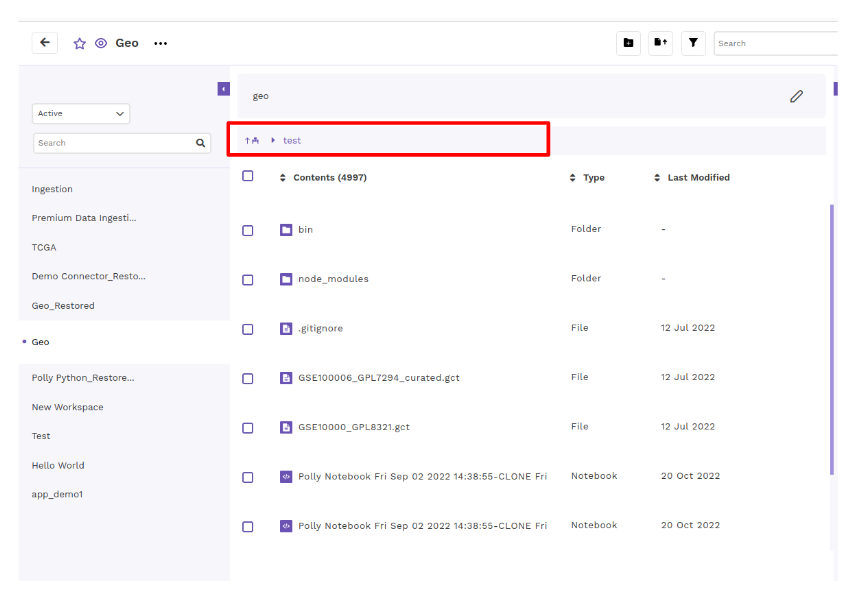 Geo
Search
geo
Active
Search
test
Contents (4997) Type Last Modified
Ingestion
Premium Data Ingesti...
TCGA
Demo Connector_Resto...
Geo_Restored
Geo
Polly Python_Restore...
New Workspace
Test
Hello World
app_demo1
bin Folder -
node_modules Folder -
.gitignore File 12 Jul 2022
GSE100006_GPL7294_curated.gct File 12 Jul 2022
GSE10000_GPL8321.gct File 12 Jul 2022
Polly Notebook Fri Sep 02 2022 14:38:55-CLONE Fri Notebook 20 Oct 2022
Polly Notebook Fri Sep 02 2022 14:38:55-CLONE Fri Notebook 20 Oct 2022